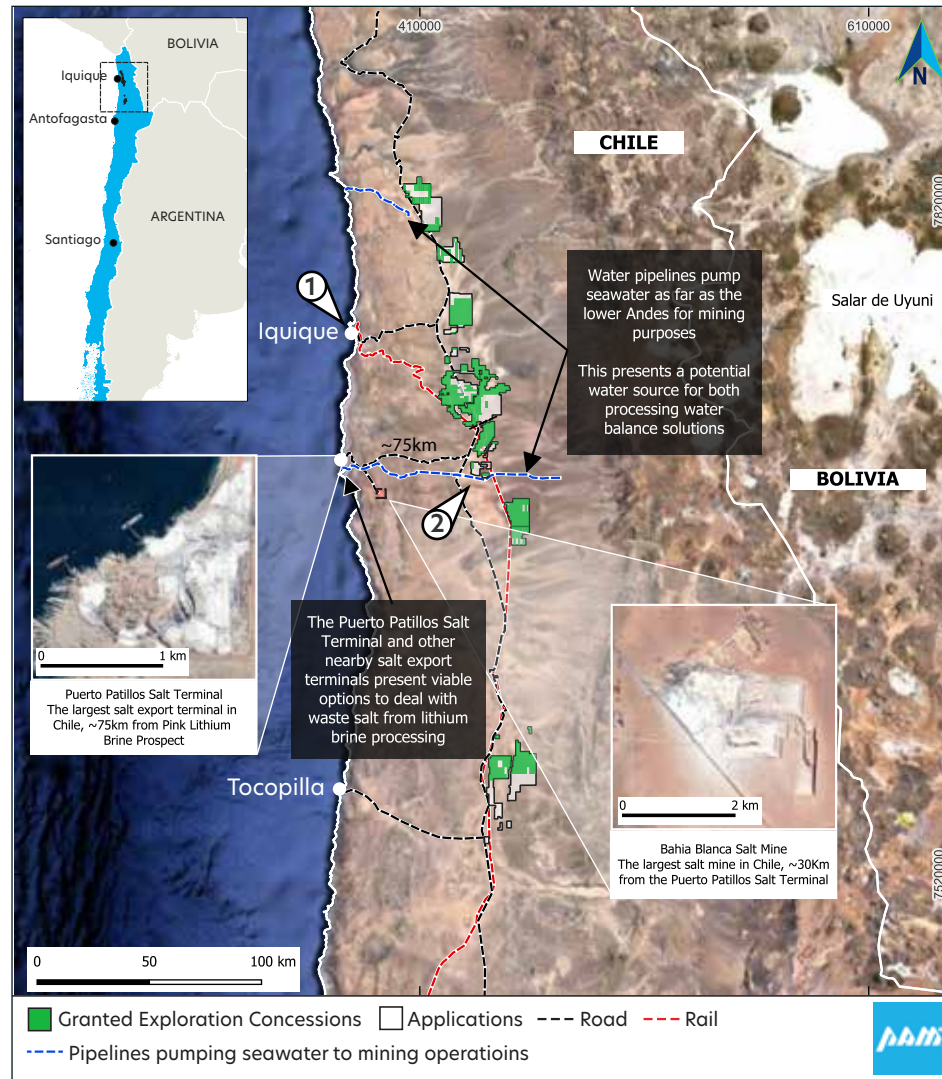 410000
610000
BOLIVIA
Iquique
Antofagasta
ARGENTINA
Santiago
N
CHILE
7820000
Water pipelines pump
seawater as far as the
lower Andes for mining
purposes
This presents a potential
water source for both
processing water
balance solutions
Salar de Uyuni
1
Iquique
~75km
BOLIVIA
2
0 1 km
Puerto Patillos Salt Terminal
The largest salt export terminal in
Chile, ~75km from Pink Lithium
Brine Prospect
The Puerto Patillos Salt
Terminal and other
nearby salt export
terminals present viable
options to deal with
waste salt from lithium
brine processing
Tocopilla
0 2 km
Bahia Blanca Salt Mine
The largest salt mine in Chile, ~30Km
from the Puerto Patillos Salt Terminal
7520000
0 50 100 km
Granted Exploration Concessions Applications Road Rail
Pipelines pumping seawater to mining operatioins
pam